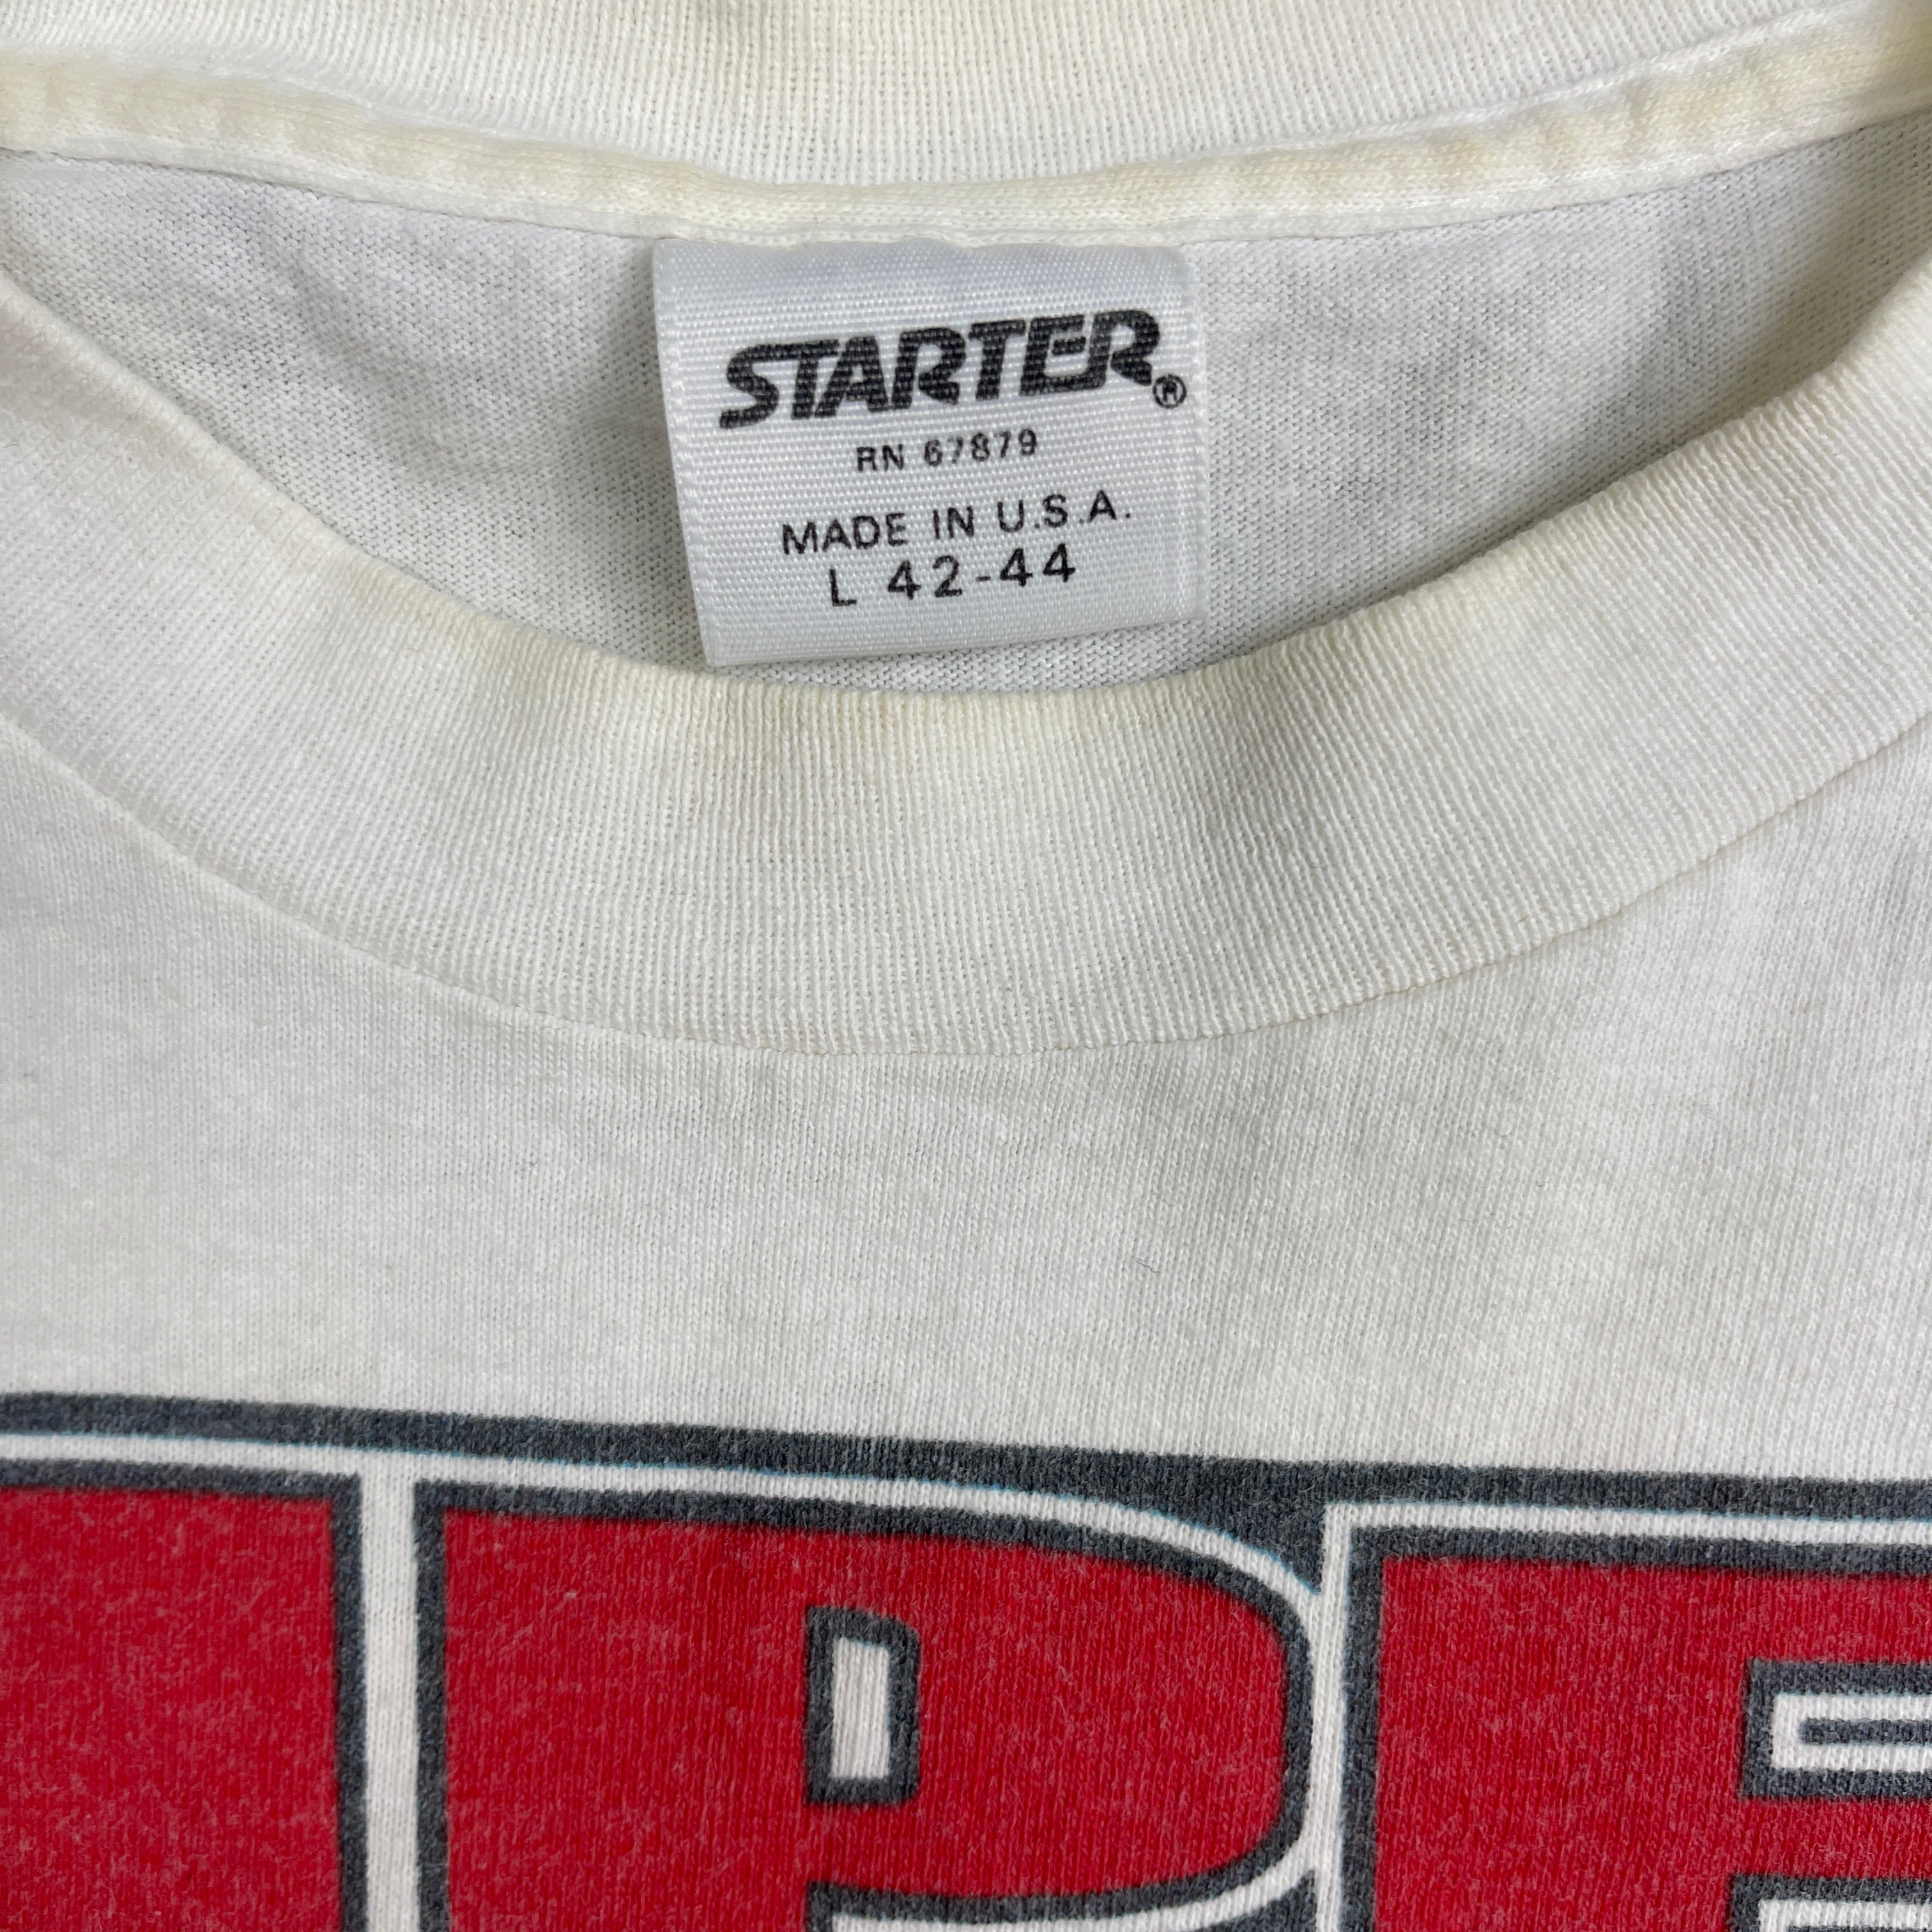 STARTER®
RN 67879
MADE IN U.S.A.
L 42-44